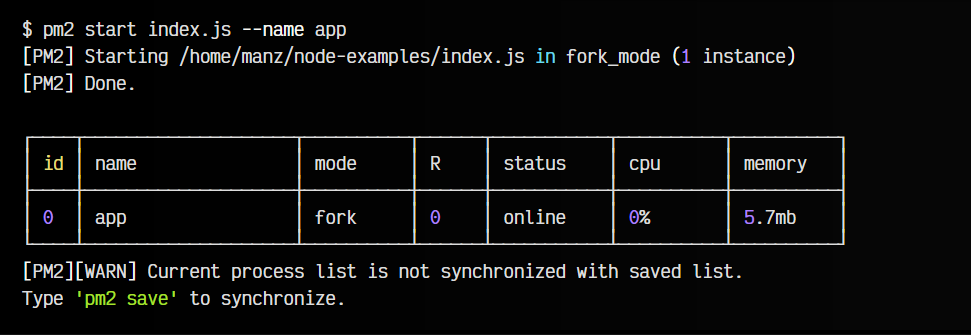 $ pm2 start index.js --name app
[PM2] Starting /home/manz/node-examples/index.js in fork_mode (1 instance)
[PM2] Done.
id name mode R status cpu memory
0 app fork 0 online 0% 5.7mb
[PM2][WARN] Current process list is not synchronized with saved list.
Type 'pm2 save' to synchronize.